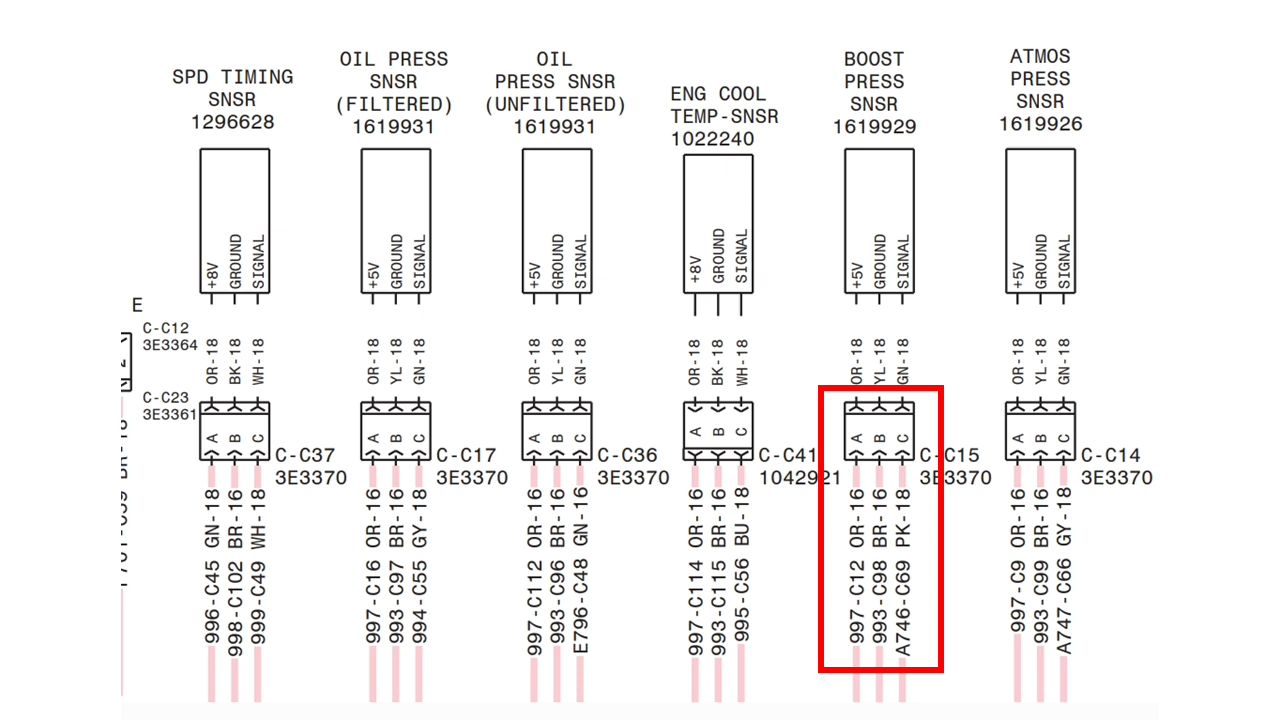 SPD TIMING
SNSR
1296628
OIL PRESS
SNSR
(FILTERED)
1619931
OIL
PRESS SNSR
(UNFILTERED)
1619931
ENG COOL
TEMP-SNSR
1022240
BOOST
PRESS
SNSR
1619929
ATMOS
PRESS
SNSR
1619926
+8V
GROUND
SIGNAL
+5V
GROUND
SIGNAL
+5V
GROUND
SIGNAL
+8V
GROUND
SIGNAL
+5V
GROUND
SIGNAL
+5V
GROUND
SIGNAL
E
C-C12
3E3364
C-C23
3E3361
OR-18
BK-18
WH-18
OR-18
YL-18
GN-18
OR-18
YL-18
GN-18
OR-18
BK-18
WH-18
OR-18
YL-18
GN-18
OR-18
YL-18
GN-18
A
B
C
C-C37
3E3370
A
B
C
C-C17
3E3370
A
B
C
C-C36
3E3370
A
B
C
C-C41
1042921
A
B
C
C-C15
3E3370
A
B
C
C-C14
3E3370
996-C45 GN-18
998-C102 BR-16
999-C49 WH-18
997-C16 OR-16
993-C97 BR-16
994-C55 GY-18
997-C112 OR-16
993-C96 BR-16
E796-C48 GN-16
997-C114 OR-16
993-C115 BR-16
995-C56 BU-18
997-C12 OR-16
993-C98 BR-16
A746-C69 PK-18
997-C9 OR-16
993-C99 BR-16
A747-C66 GY-18